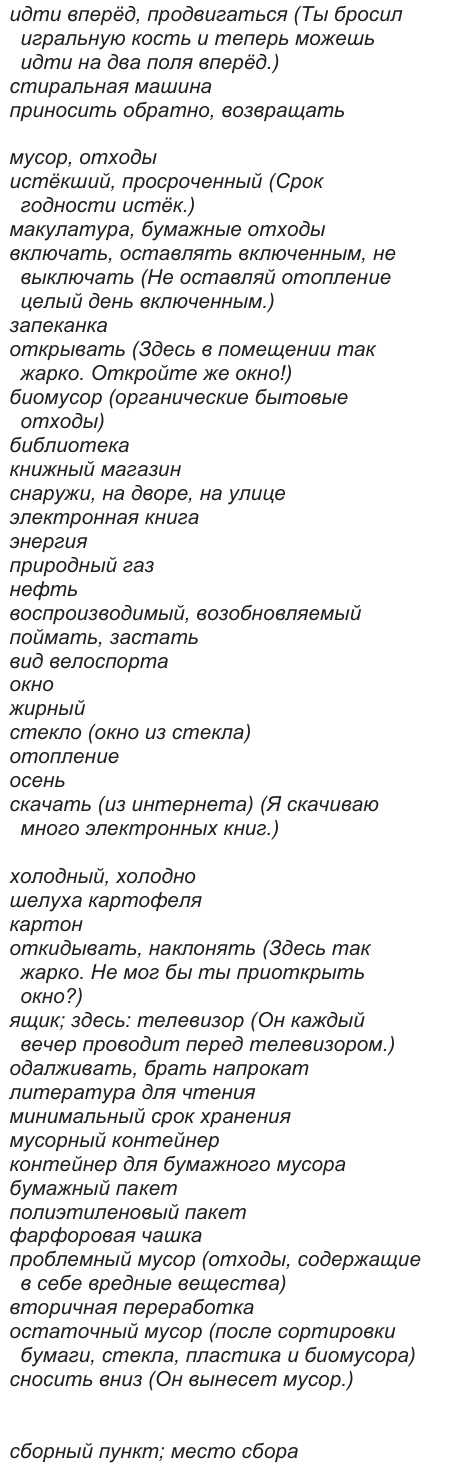 идти вперёд, продвигаться (Ты бросил
игральную кость и теперь можешь
идти на два поля вперёд.)
стиральная машина
приносить обратно, возвращать
мусор, отходы
истёкший, просроченный (Срок
годности истёк.)
макулатура, бумажные отходы
включать, оставлять включенным, не
выключать (Не оставляй отопление
целый день включенным.)
запеканка
открывать (Здесь в помещении так
жарко. Откройте же окно!)
биомусор (органические бытовые
отходы)
библиотека
книжный магазин
снаружи, на дворе, на улице
электронная книга
энергия
природный газ
нефть
воспроизводимый, возобновляемый
поймать, застать
вид велоспорта
окно
жирный
стекло (окно из стекла)
отопление
осень
скачать (из интернета) (Я скачиваю
много электронных книг.)
холодный, холодно
шелуха картофеля
картон
откидывать, наклонять (Здесь так
жарко. Не мог бы ты приоткрыть
окно?)
ящик; здесь: телевизор (Он каждый
вечер проводит перед телевизором.)
одалживать, брать напрокат
литература для чтения
минимальный срок хранения
мусорный контейнер
контейнер для бумажного мусора
бумажный пакет
полиэтиленовый пакет
фарфоровая чашка
проблемный мусор (отходы, содержащие
в себе вредные вещества)
вторичная переработка
остаточный мусор (после сортировки
бумаги, стекла, пластика и биомусора)
сносить вниз (Он вынесет мусор.)
сборный пункт; место сбора